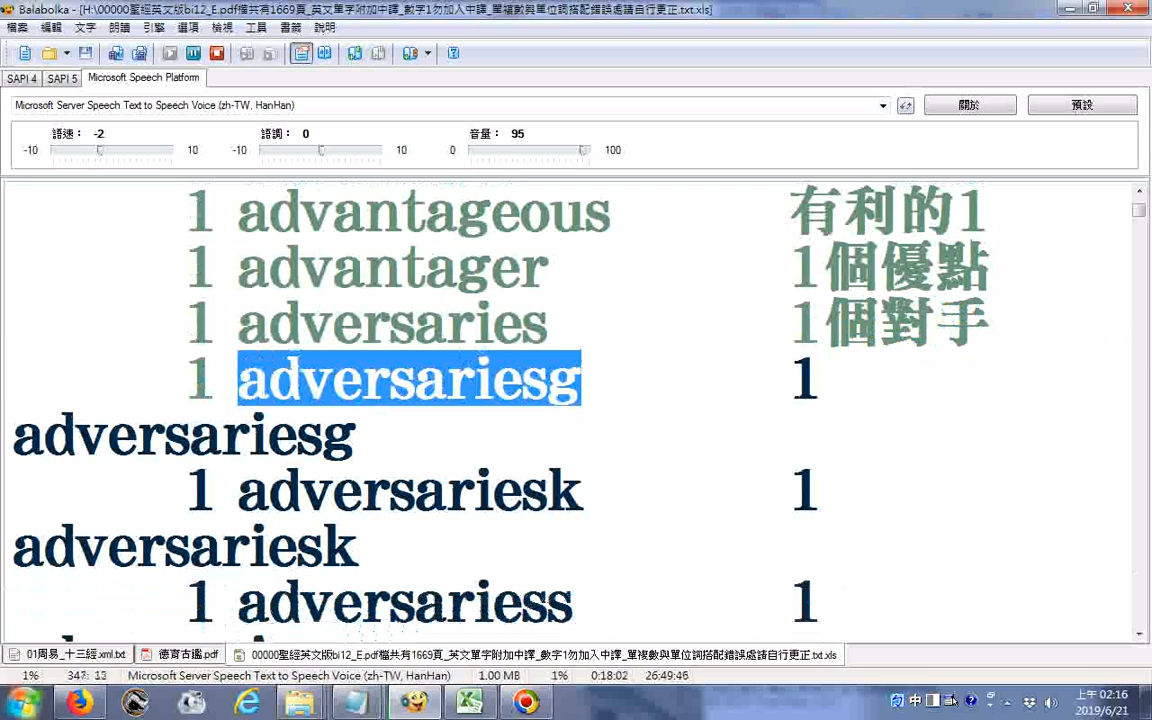 Balabolka - [H:\00000聖經英文版bi12_E.pdf檔共有1669頁_英文單字附加中譯_數字1勿加入中譯_單複數與單位詞搭配錯誤處請自行更正.txt.xls]
檔案 編輯 文字 朗讀 引擎 選項 檢視 工具 書籤 說明
SAPI 4 SAPI 5 Microsoft Speech Platform
Microsoft Server Speech Text to Speech Voice (zh-TW, HanHan) 關於 預設
語速： -2 語調： 0 音量： 95
-10 10 -10 10 0 100
1 advantageous 有利的1
1 advantager 1個優點
1 adversaries 1個對手
1 adversariesg 1
adversariesg
1 adversariesk 1
adversariesk
1 adversariess 1
01周易_十三經.xml.txt 德育古鑑.pdf 00000聖經英文版bi12_E.pdf檔共有1669頁_英文單字附加中譯_數字1勿加入中譯_單複數與單位詞搭配錯誤處請自行更正.txt.xls
1% 347: 13 Microsoft Server Speech Text to Speech Voice (zh-TW, HanHan) 1.00 MB 1% 0:18:02 26:49:46
中 上午 02:16
2019/6/21